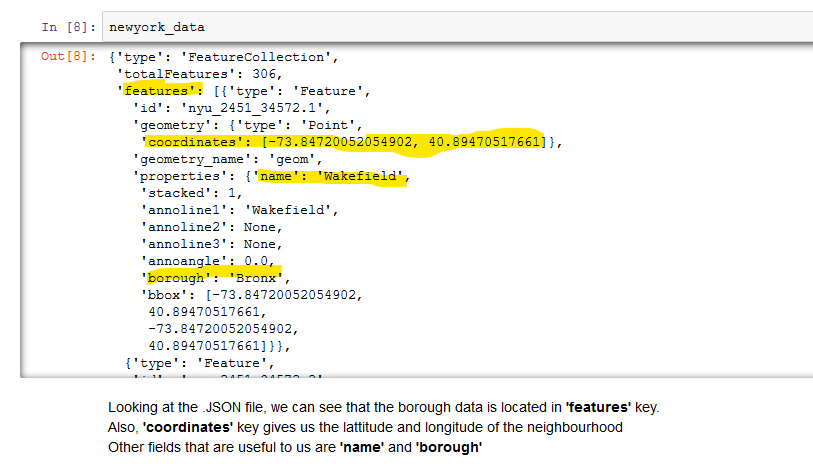 In [8]: newyork_data
Out[8]: {'type': 'FeatureCollection',
'totalFeatures': 306,
'features': [{'type': 'Feature',
'id': 'nyu_2451_34572.1',
'geometry': {'type': 'Point',
'coordinates': [-73.84720052054902, 40.89470517661]},
'geometry_name': 'geom',
'properties': {'name': 'Wakefield',
'stacked': 1,
'annoline1': 'Wakefield',
'annoline2': None,
'annoline3': None,
'annoangle': 0.0,
'borough': 'Bronx',
'bbox': [-73.84720052054902,
40.89470517661,
-73.84720052054902,
40.89470517661]}},
{'type': 'Feature',
Looking at the .JSON file, we can see that the borough data is located in 'features' key.
Also, 'coordinates' key gives us the lattitude and longitude of the neighbourhood
Other fields that are useful to us are 'name' and 'borough'